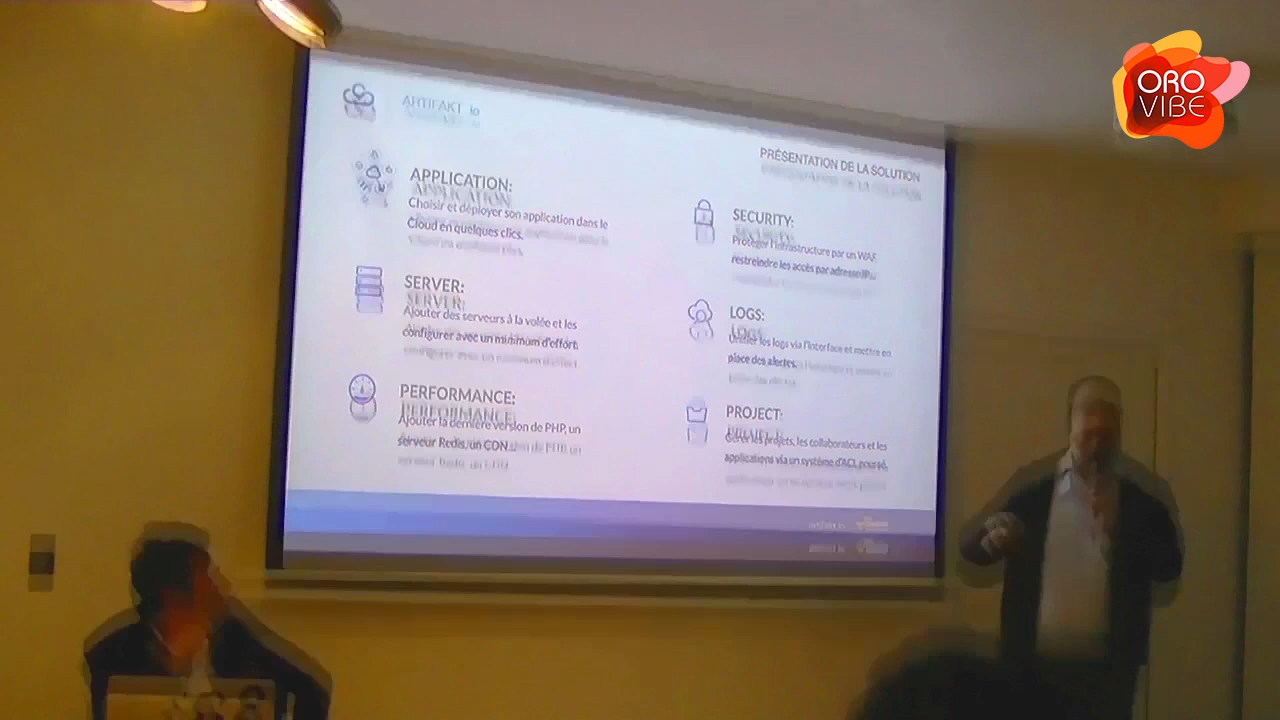 ORO
VIBE
ARTIFAKT io
PRÉSENTATION DE LA SOLUTION
APPLICATION:
Choisir et déployer son application dans le
Cloud en quelques clics.
SERVER:
Ajouter des serveurs à la volée et les
configurer avec un minimum d'effort.
PERFORMANCE:
Ajouter la dernière version de PHP, un
serveur Redis, un CDN
SECURITY:
Protéger l'infrastructure par un WAF,
restreindre les accès par adresse IP
LOGS:
Unifier les logs via l'interface et mettre en
place des alertes.
PROJECT:
Gérer les projets, les collaborateurs et les
applications via un système d'ACL